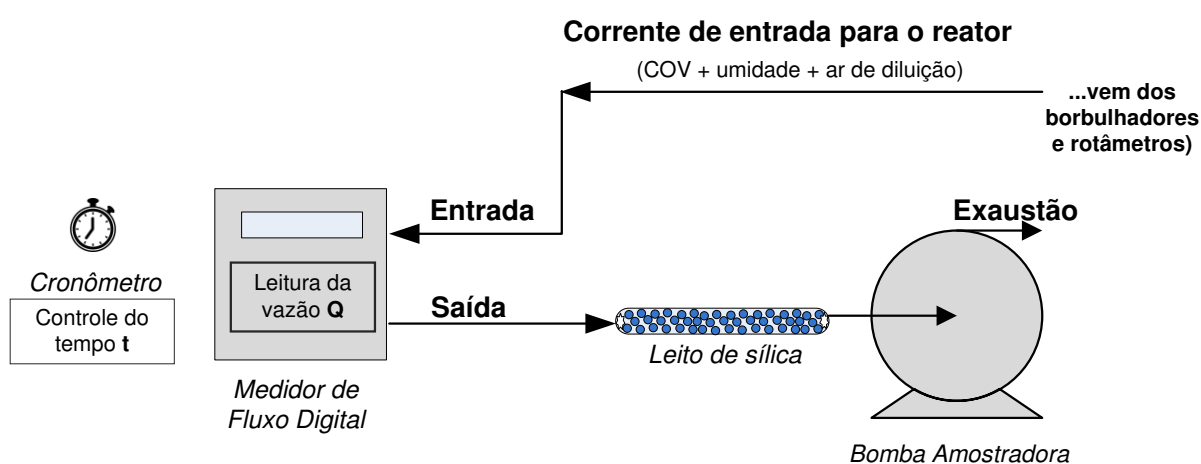 Corrente de entrada para o reator
(COV + umidade + ar de diluição)
...vem dos
borbulhadores
e rotâmetros)
Entrada
Exaustão
Cronômetro
Controle do
tempo t
Leitura da
vazão Q
Saída
Leito de sílica
Medidor de
Fluxo Digital
Bomba Amostradora